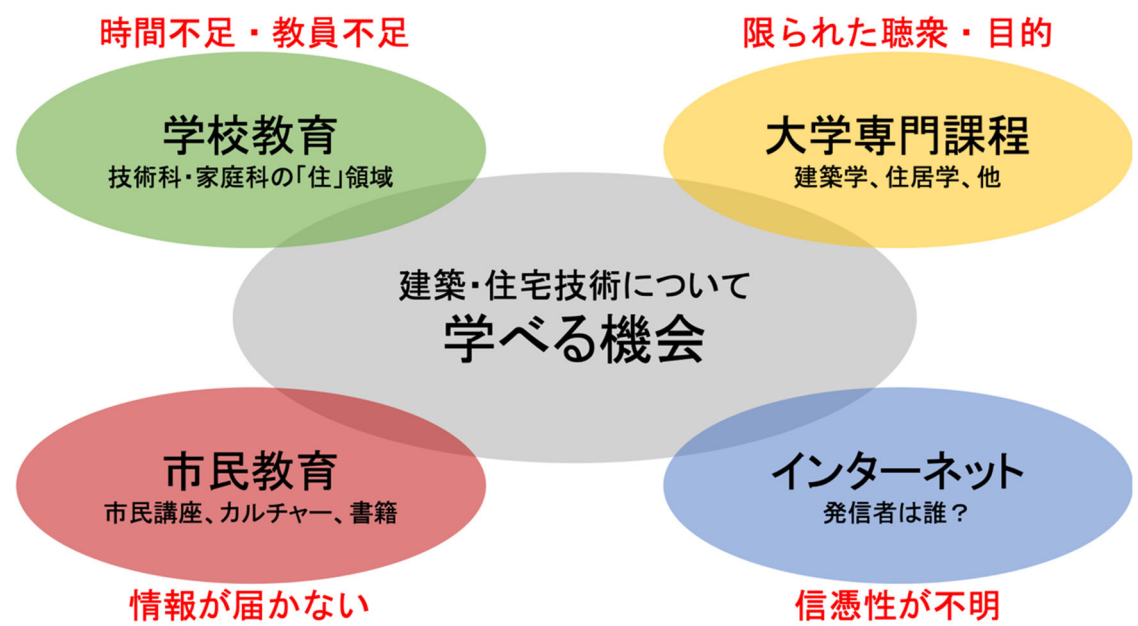 時間不足・教員不足
限られた聴衆・目的
学校教育
技術科・家庭科の「住」領域
大学専門課程
建築学、住居学、他
建築・住宅技術について
学べる機会
市民教育
市民講座、カルチャー、書籍
インターネット
発信者は誰？
情報が届かない
信憑性が不明